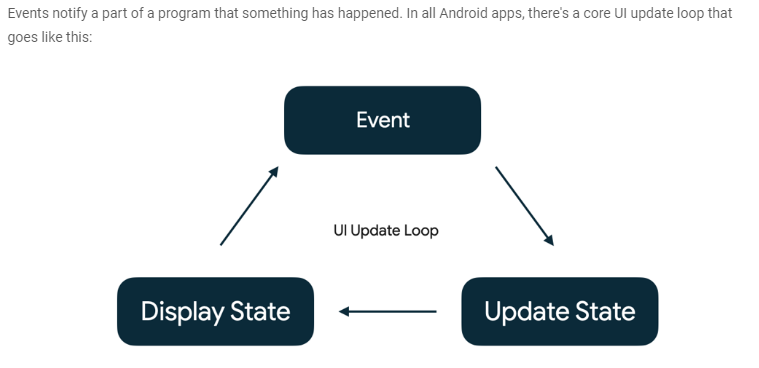 Events notify a part of a program that something has happened. In all Android apps, there's a core UI update loop that
goes like this:
Event
UI Update Loop
Display State
Update State